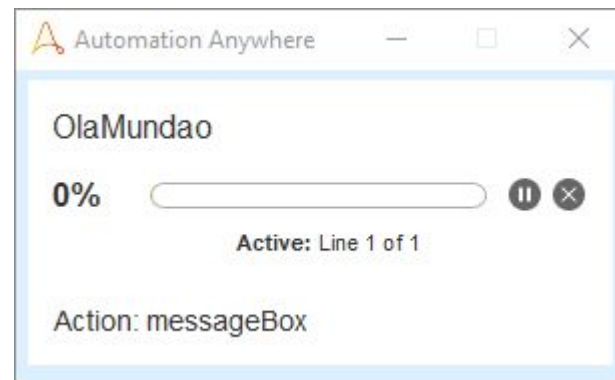 Automation Anywhere
OlaMundao
0%
Active: Line 1 of 1
Action: messageBox